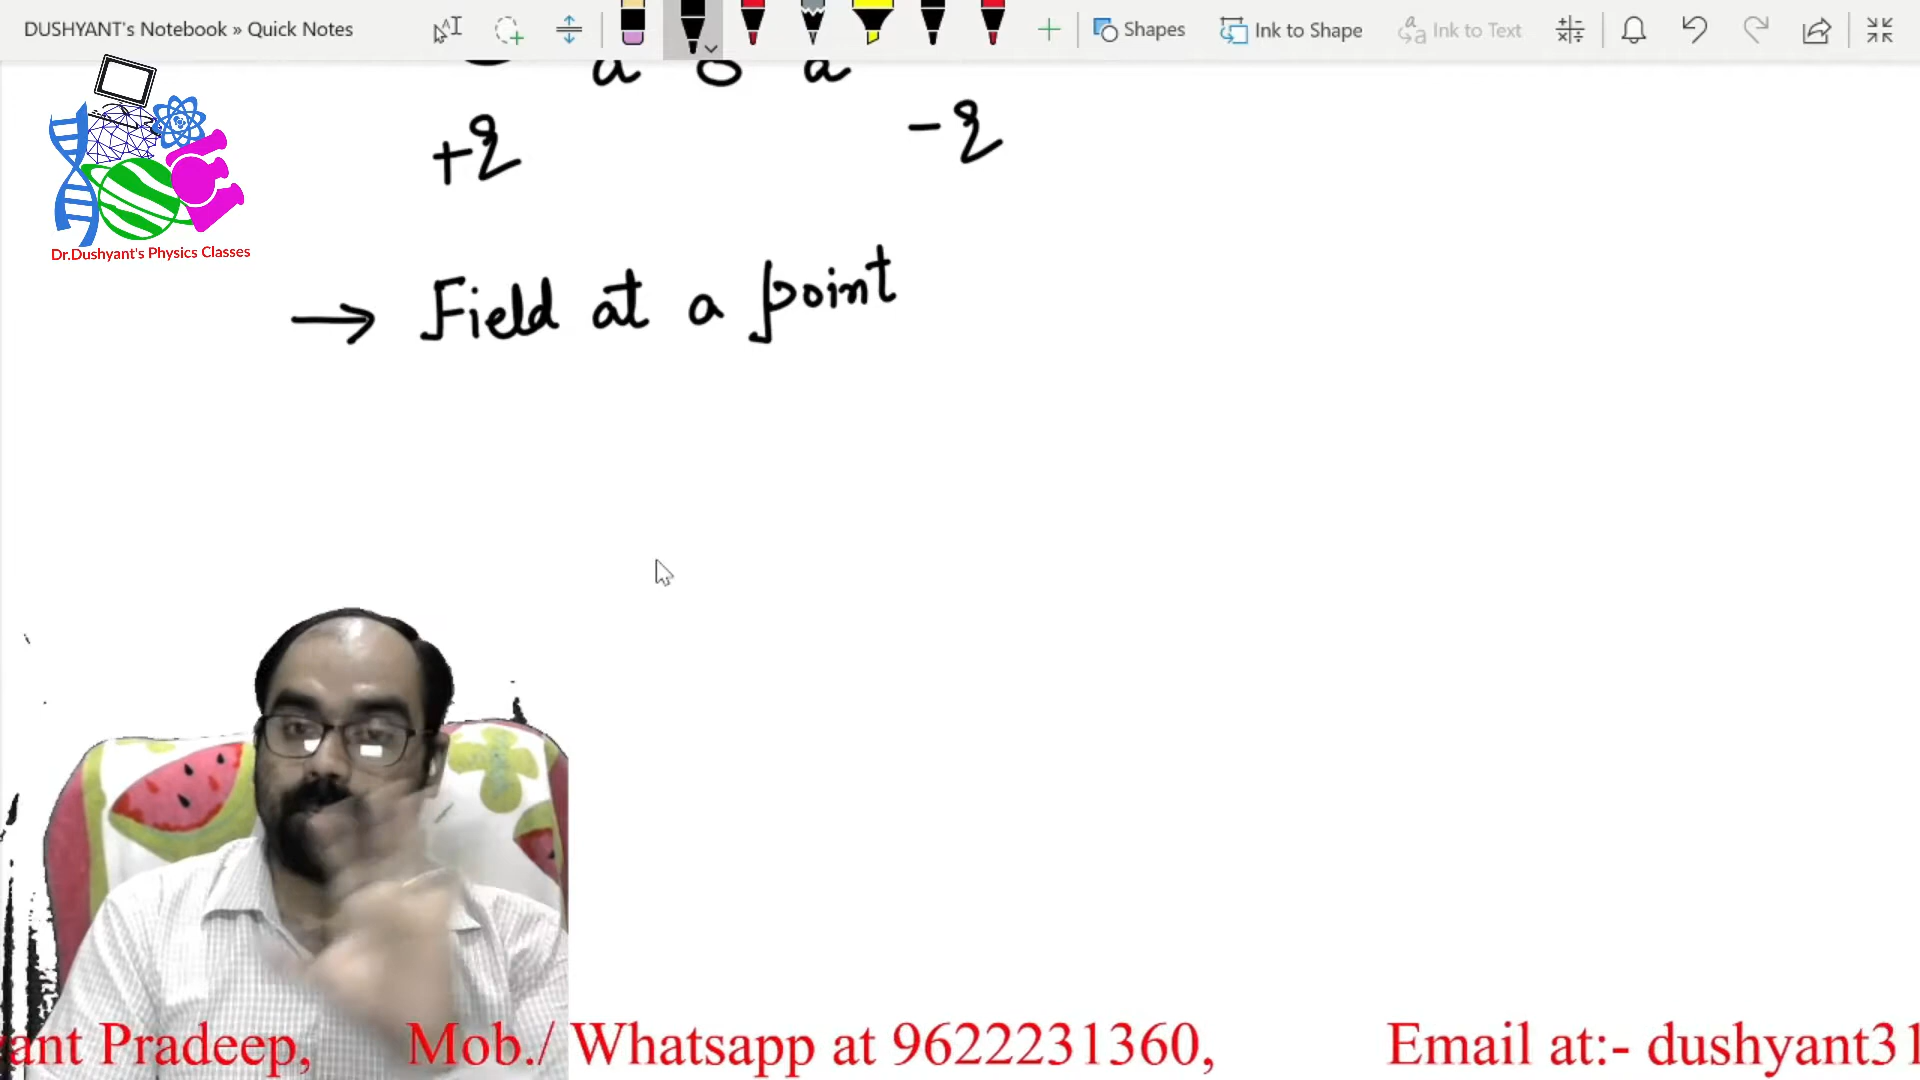 DUSHYANT's Notebook » Quick Notes
Shapes
Ink to Shape
Ink to Text
a o a
+q
-q
Dr.Dushyant's Physics Classes
→ Field at a point
ant Pradeep, Mob./ Whatsapp at 9622231360, Email at:- dushyant31